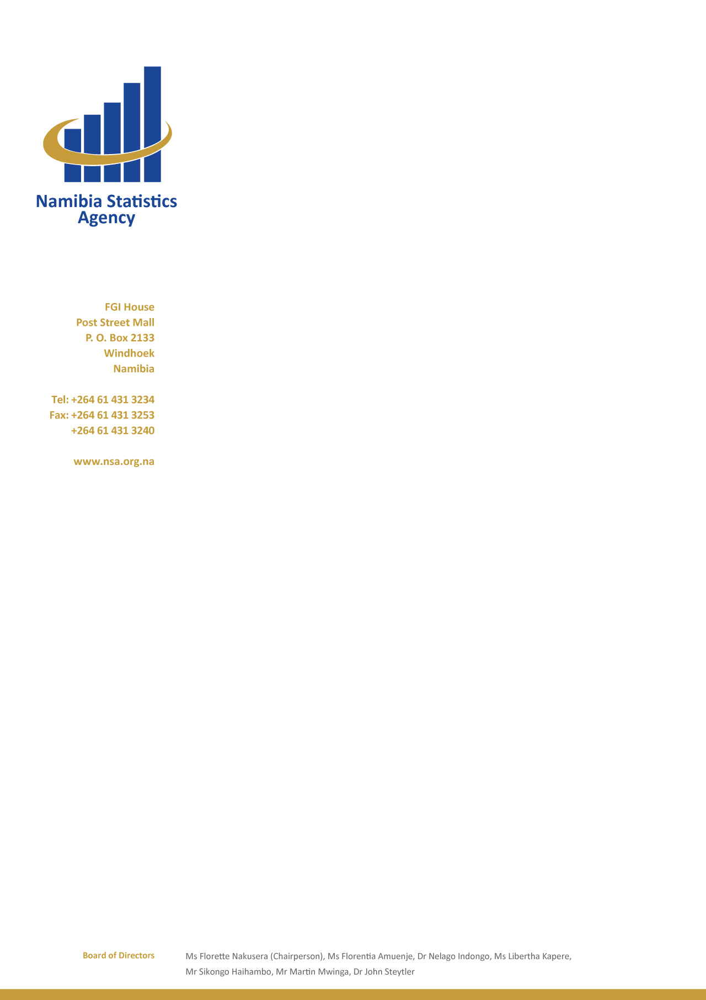 Namibia Statistics
Agency
FGI House
Post Street Mall
P. O. Box 2133
Windhoek
Namibia
Tel: +264 61 431 3234
Fax: +264 61 431 3253
+264 61 431 3240
www.nsa.org.na
Board of Directors
Ms Florette Nakusera (Chairperson), Ms Florentia Amuenje, Dr Nelago Indongo, Ms Libertha Kapere,
Mr Sikongo Haihambo, Mr Martin Mwinga, Dr John Steytler